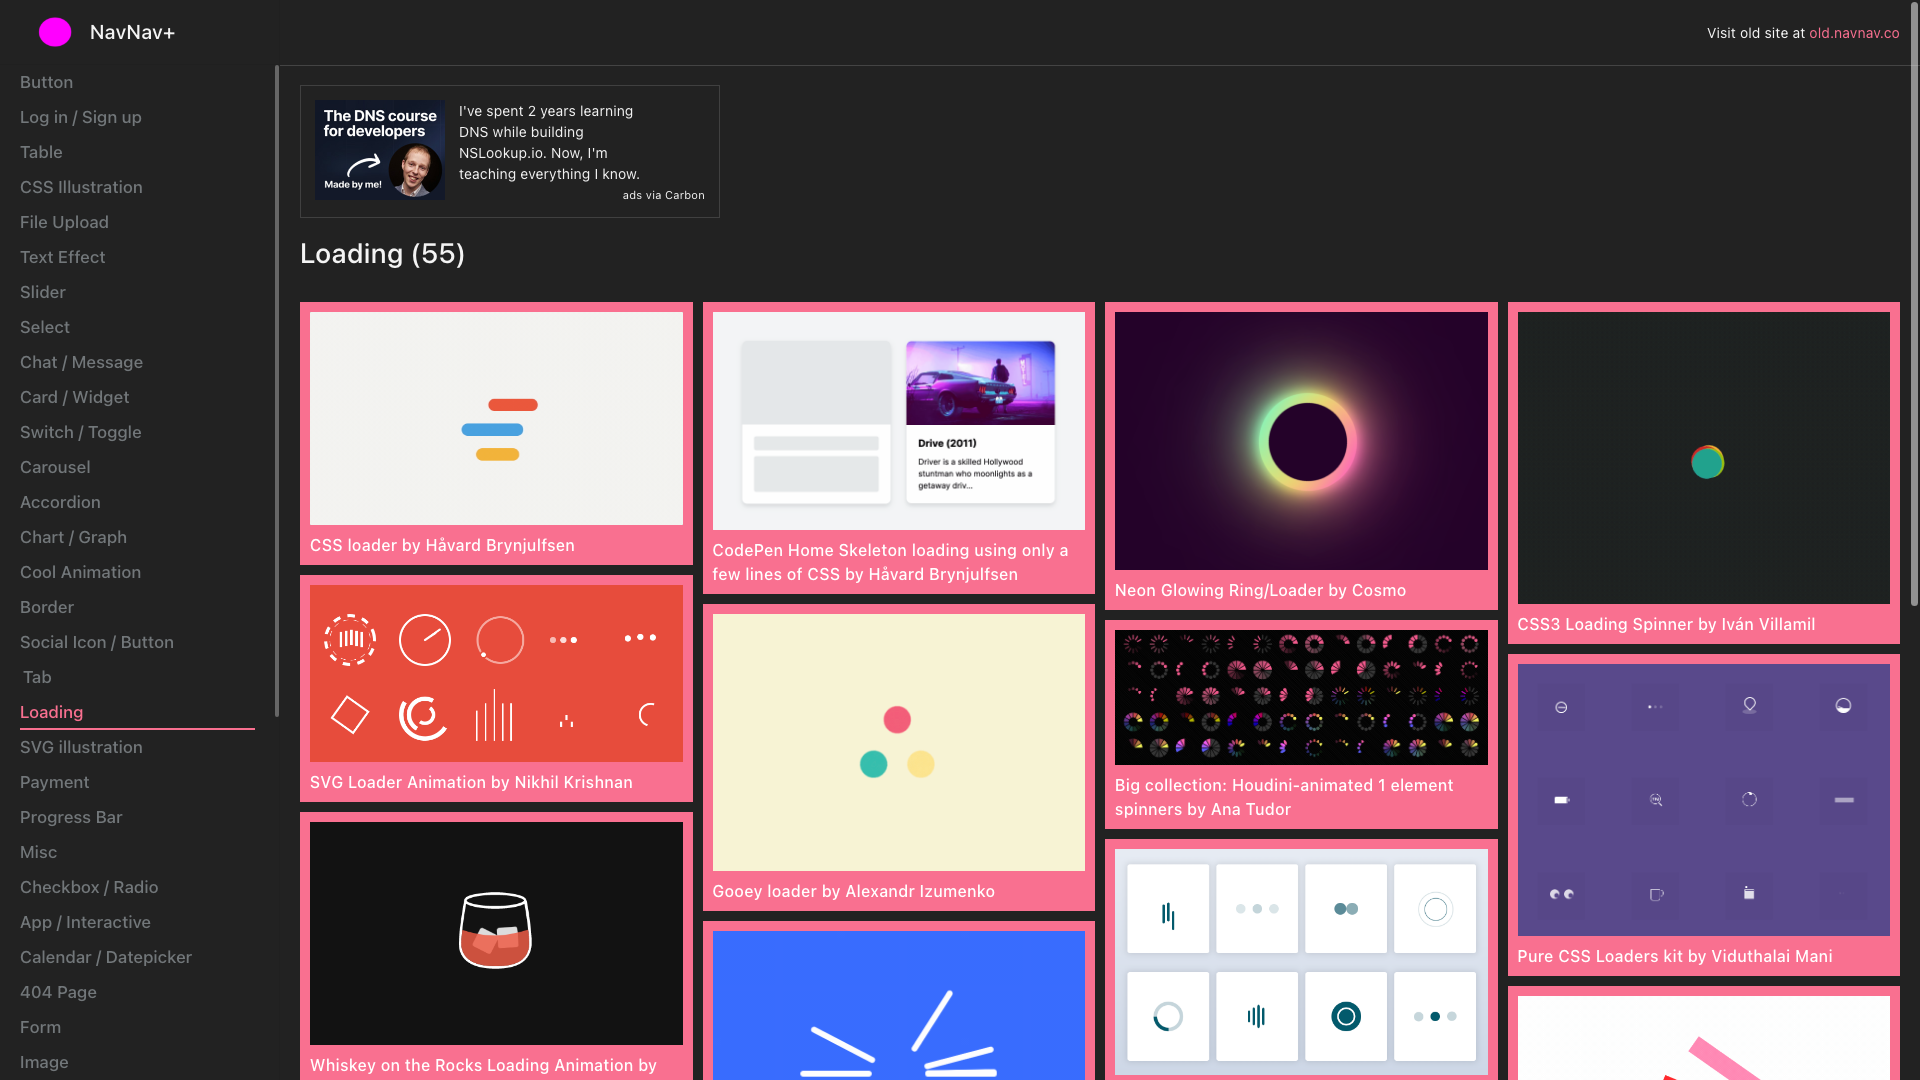 NavNav+
Visit old site at old.navnav.co
Button
Log in / Sign up
Table
CSS Illustration
File Upload
Text Effect
Slider
Select
Chat / Message
Card / Widget
Switch / Toggle
Carousel
Accordion
Chart / Graph
Cool Animation
Border
Social Icon / Button
Tab
Loading
SVG illustration
Payment
Progress Bar
Misc
Checkbox / Radio
App / Interactive
Calendar / Datepicker
404 Page
Form
Image
The DNS course
for developers
Made by me!
I've spent 2 years learning
DNS while building
NSLookup.io. Now, I'm
teaching everything I know.
ads via Carbon
Loading (55)
CSS loader by Håvard Brynjulfsen
SVG Loader Animation by Nikhil Krishnan
Whiskey on the Rocks Loading Animation by
Drive (2011)
Driver is a skilled Hollywood
stuntman who moonlights as a
getaway driv...
CodePen Home Skeleton loading using only a
few lines of CSS by Håvard Brynjulfsen
Gooey loader by Alexandr Izumenko
Neon Glowing Ring/Loader by Cosmo
Big collection: Houdini-animated 1 element
spinners by Ana Tudor
CSS3 Loading Spinner by Iván Villamil
Pure CSS Loaders kit by Viduthalai Mani